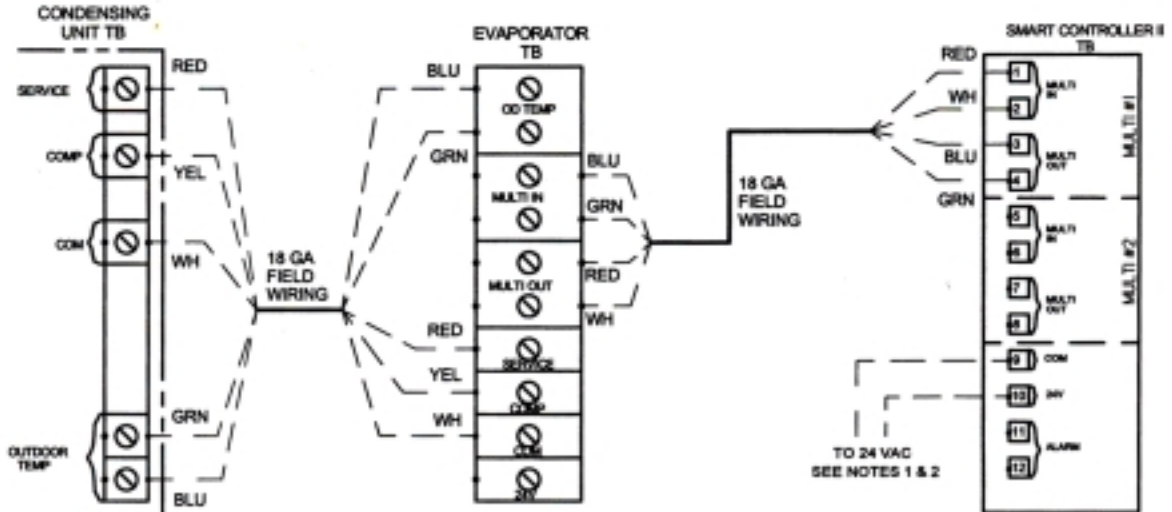 CONDENSING
UNIT TB
SERVICE
RED
COMP
YEL
COM
WH
18 GA
FIELD
WIRING
OUTDOOR
TEMP
GRN
BLU
EVAPORATOR
TB
BLU
OD TEMP
GRN
MULTI IN
BLU
GRN
MULTI OUT
RED
WH
RED
SERVICE
YEL
COMP
WH
COM
24V
18 GA
FIELD
WIRING
SMART CONTROLLER II
TB
RED
WH
BLU
GRN
1
2
MULTI
IN
3
4
MULTI
OUT
MULTI #1
5
6
MULTI
IN
7
8
MULTI
OUT
MULTI #2
9
COM
10
24V
11
12
ALARM
TO 24 VAC
SEE NOTES 1 & 2